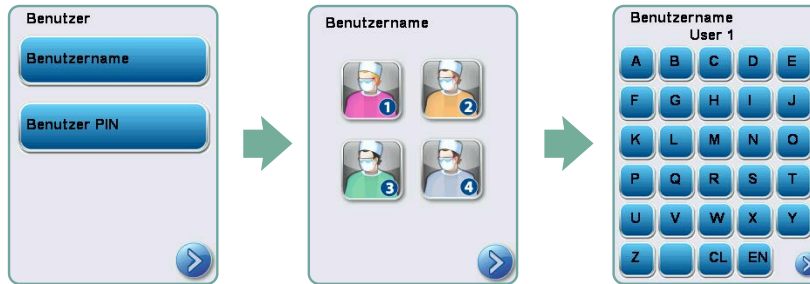 Benutzer
Benutzername
Benutzer PIN
Benutzername
1
2
3
4
Benutzername
User 1
A B C D E
F G H I J
K L M N O
P Q R S T
U V W X Y
Z CL EN